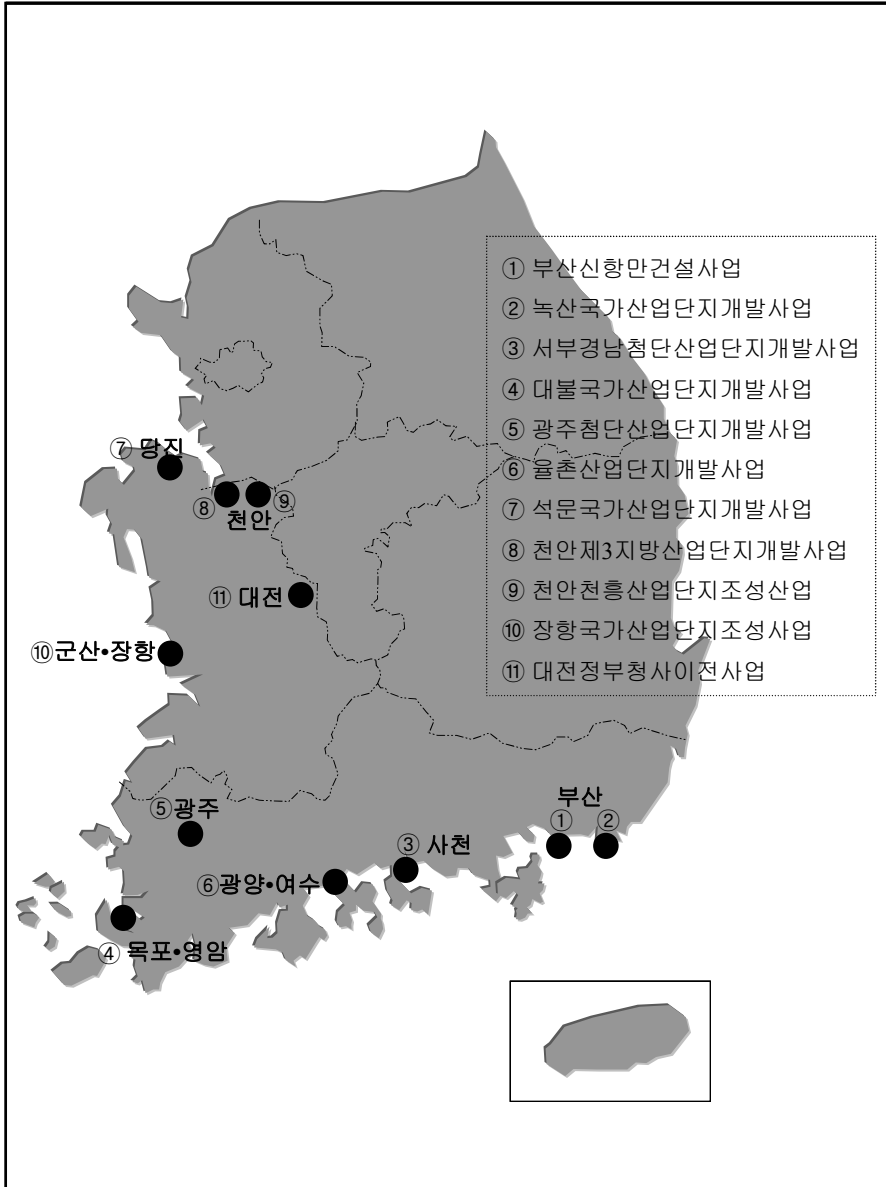 ① 부산신항만건설사업
② 녹산국가산업단지개발사업
③ 서부경남첨단산업단지개발사업
④ 대불국가산업단지개발사업
⑤ 광주첨단산업단지개발사업
⑥ 율촌산업단지개발사업
⑦ 석문국가산업단지개발사업
⑧ 천안제3지방산업단지개발사업
⑨ 천안천흥산업단지조성산업
⑩ 장항국가산업단지조성사업
⑪ 대전정부청사이전사업
⑦ 당진
⑧ ⑨
천안
⑪ 대전
⑩군산•장항
부산
⑤광주
① ②
③ 사천
⑥광양•여수
④ 목포•영암